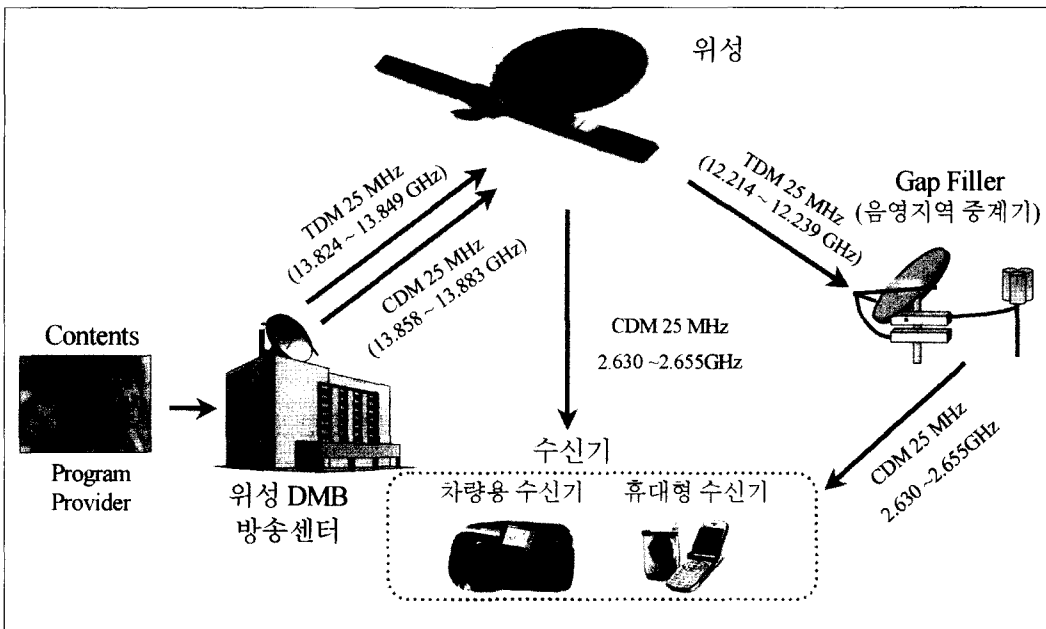 위성
TDM 25 MHz
(13.824 ~ 13.849 GHz)
CDM 25 MHz
(13.858 ~ 13.883 GHz)
TDM 25 MHz
(12.214 ~ 12.239 GHz)
Gap Filler
(음영지역 중계기)
Contents
Program
Provider
위성 DMB
방송센터
CDM 25 MHz
2.630 ~2.655GHz
CDM 25 MHz
2.630 ~2.655GHz
수신기
차량용 수신기
휴대형 수신기